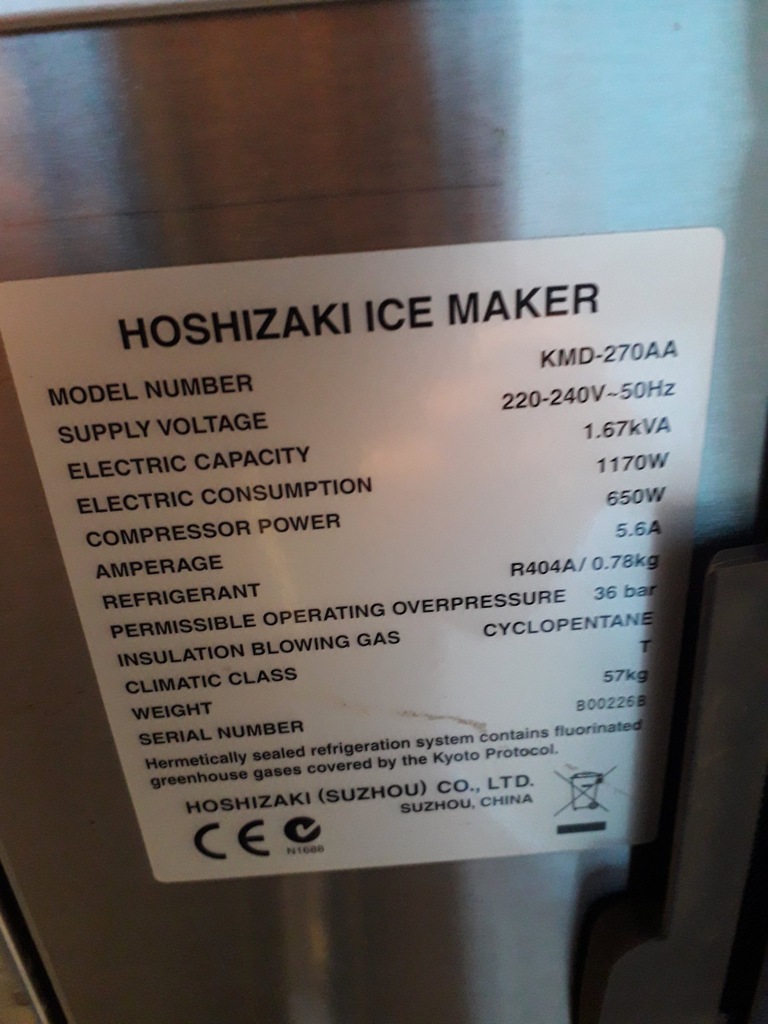 HOSHIZAKI ICE MAKER
MODEL NUMBER KMD-270AA
SUPPLY VOLTAGE 220-240V~50Hz
ELECTRIC CAPACITY 1.67kVA
ELECTRIC CONSUMPTION 1170W
COMPRESSOR POWER 650W
AMPERAGE 5.6A
REFRIGERANT R404A/0.78kg
PERMISSIBLE OPERATING OVERPRESSURE 36 bar
INSULATION BLOWING GAS CYCLOPENTANE
CLIMATIC CLASS T
WEIGHT 57kg
SERIAL NUMBER B00226B
Hermetically sealed refrigeration system contains fluorinated
greenhouse gases covered by the Kyoto Protocol.
HOSHIZAKI (SUZHOU) CO., LTD.
SUZHOU, CHINA
CE
N1688